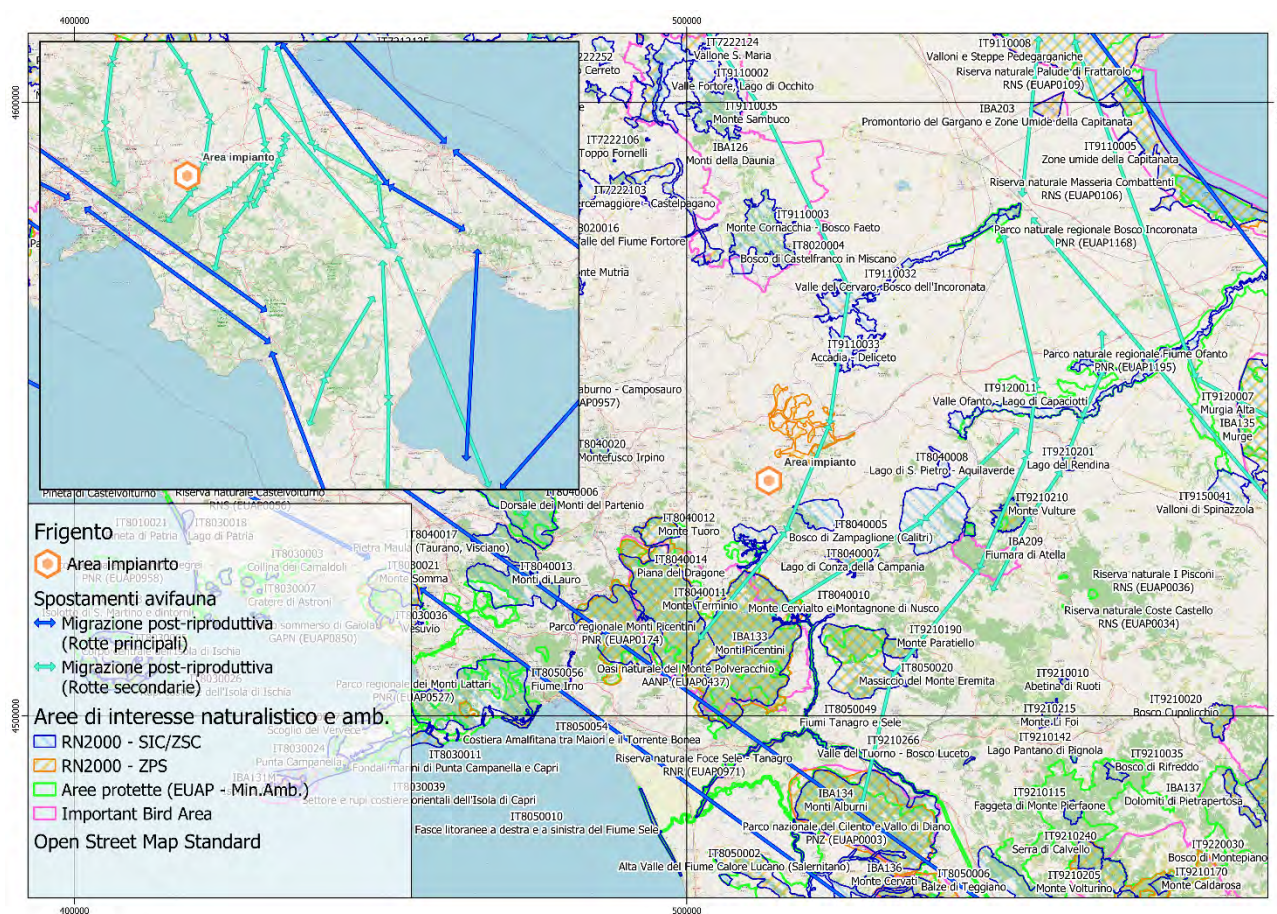 400000
500000
4600000
4500000
Area impianto
IT7222124
Vallone S. Maria
IT9110002
Valle Fortore, Lago di Occhito
IT9110035
Monte Sambuco
IBA126
Monti della Daunia
IT7222106
Toppo Fornelli
IT7222103
IT9110008
Valloni e Steppe Pedegarganiche
Riserva naturale Palude di Frattarolo
RNS (EUAP0109)
IBA203
Promontorio del Gargano e Zone Umide della Capitanata
IT9110005
Zone umide della Capitanata
Riserva naturale Masseria Combattenti
RNS (EUAP0106)
Parco naturale regionale Bosco Incoronata
PNR (EUAP1168)
IT9110003
Monte Cornacchia - Bosco Faeto
IT8020004
Bosco di Castelfranco in Miscano
IT9110032
Valle del Cervaro, Bosco dell'Incoronata
IT9110033
Accadia - Deliceto
Parco naturale regionale Fiume Ofanto
PNR (EUAP1195)
IT9120011
Valle Ofanto - Lago di Capaciotti
IT9120007
Murgia Alta
IBA135
Murge
IT8040020
Montefusco Irpino
Area impianto
IT8040008
Lago di S. Pietro - Aquilaverde
IT9210201
Lago del Rendina
IT9210210
Monte Vulture
IT9150041
Valloni di Spinazzola
IT8040006
Dorsale dei Monti del Partenio
IT8040012
Monte Tuoro
IT8040005
Bosco di Zampaglione (Calitri)
IBA209
Fiumara di Atella
IT8040017
Pietra Maula (Taurano, Visciano)
IT8040013
Monti di Lauro
IT8040014
Piana del Dragone
IT8040007
Lago di Conza della Campania
IT8040011
Monte Terminio
IT8040010
Monte Cervialto e Montagnone di Nusco
Riserva naturale I Pisconi
RNS (EUAP0036)
Riserva naturale Coste Castello
RNS (EUAP0034)
Parco regionale Monti Picentini
PNR (EUAP0174)
IBA133
Monti Picentini
IT9210190
Monte Paratiello
Oasi naturale del Monte Polveracchio
AANP (EUAP0437)
IT8050020
Massiccio del Monte Eremita
IT8050056
Fiume Irno
Parco regionale dei Monti Lattari
PNR (EUAP0527)
IT9210010
Abetina di Ruoti
IT9210020
Bosco Cupolicchio
IT8050049
Fiumi Tanagro e Sele
IT9210215
Monte Li Foi
IT9210142
Lago Pantano di Pignola
IT8050054
Costiera Amalfitana tra Maiori e il Torrente Bonea
Riserva naturale Foce Sele - Tanagro
RNR (EUAP0971)
IT9210266
Valle del Tuorno - Bosco Luceto
IT9210035
Bosco di Rifreddo
IT8030011
Fondali marini di Punta Campanella e Capri
IT8030039
Settore e rupi costiere orientali dell'Isola di Capri
IT8050010
Fasce litoranee a destra e a sinistra del Fiume Sele
IBA134
Monti Alburni
Parco nazionale del Cilento e Vallo di Diano
PNZ (EUAP0003)
IT9210115
Faggeta di Monte Pierfaone
IBA137
Dolomiti di Pietrapertosa
IT9210240
Serra di Calvello
IT9220030
Bosco di Montepiano
IT8050002
Alta Valle del Fiume Calore Lucano (Salernitano)
IBA136
Monte Cervati
IT8050006
Balze di Teggiano
IT9210205
Monte Volturino
IT9210170
Monte Caldarosa
Frigento
Area impianrto
Spostamenti avifauna
Migrazione post-riproduttiva
(Rotte principali)
Migrazione post-riproduttiva
(Rotte secondarie)
Aree di interesse naturalistico e amb.
RN2000 - SIC/ZSC
RN2000 - ZPS
Aree protette (EUAP - Min.Amb.)
Important Bird Area
Open Street Map Standard
400000
500000